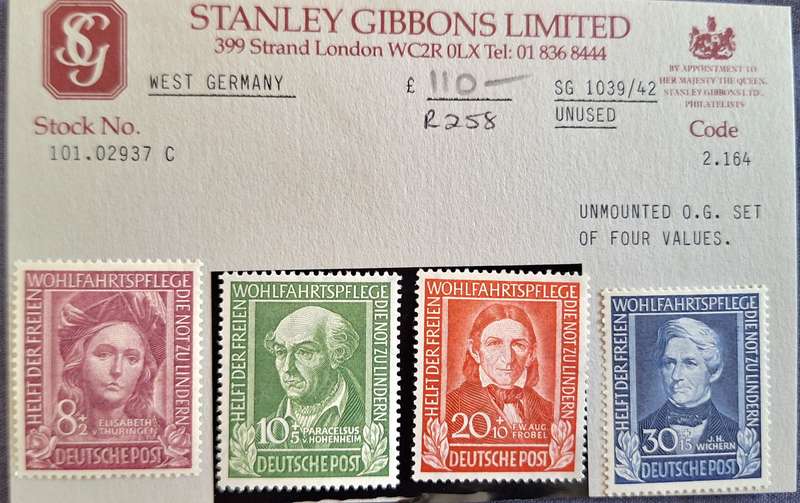 SG
STANLEY GIBBONS LIMITED
399 Strand London WC2R 0LX Tel: 01 836 8444
BY APPOINTMENT TO
HER MAJESTY THE QUEEN.
STANLEY GIBBONS LTD.
PHILATELISTS
WEST GERMANY
£ 110—
SG 1039/42
R258
UNUSED
Stock No.
Code
101.02937 C
2.164
UNMOUNTED O.G. SET
OF FOUR VALUES.
HELFT DER FREIEN
WOHLFAHRTSPFLEGE
DIE NOT ZU LINDERN
8+2
ELISABETH
V. THÜRINGEN
DEUTSCHE POST
HELFT DER FREIEN
WOHLFAHRTSPFLEGE
DIE NOT ZU LINDERN
10+5
PARACELSUS
V. HOHENHEIM
DEUTSCHE POST
HELFT DER FREIEN
WOHLFAHRTSPFLEGE
DIE NOT ZU LINDERN
20+10
F.W. AUG.
FRÖBEL
DEUTSCHE POST
HELFT DER FREIEN
WOHLFAHRTSPFLEGE
DIE NOT ZU LINDERN
30+15
J.H.
WICHERN
DEUTSCHE POST